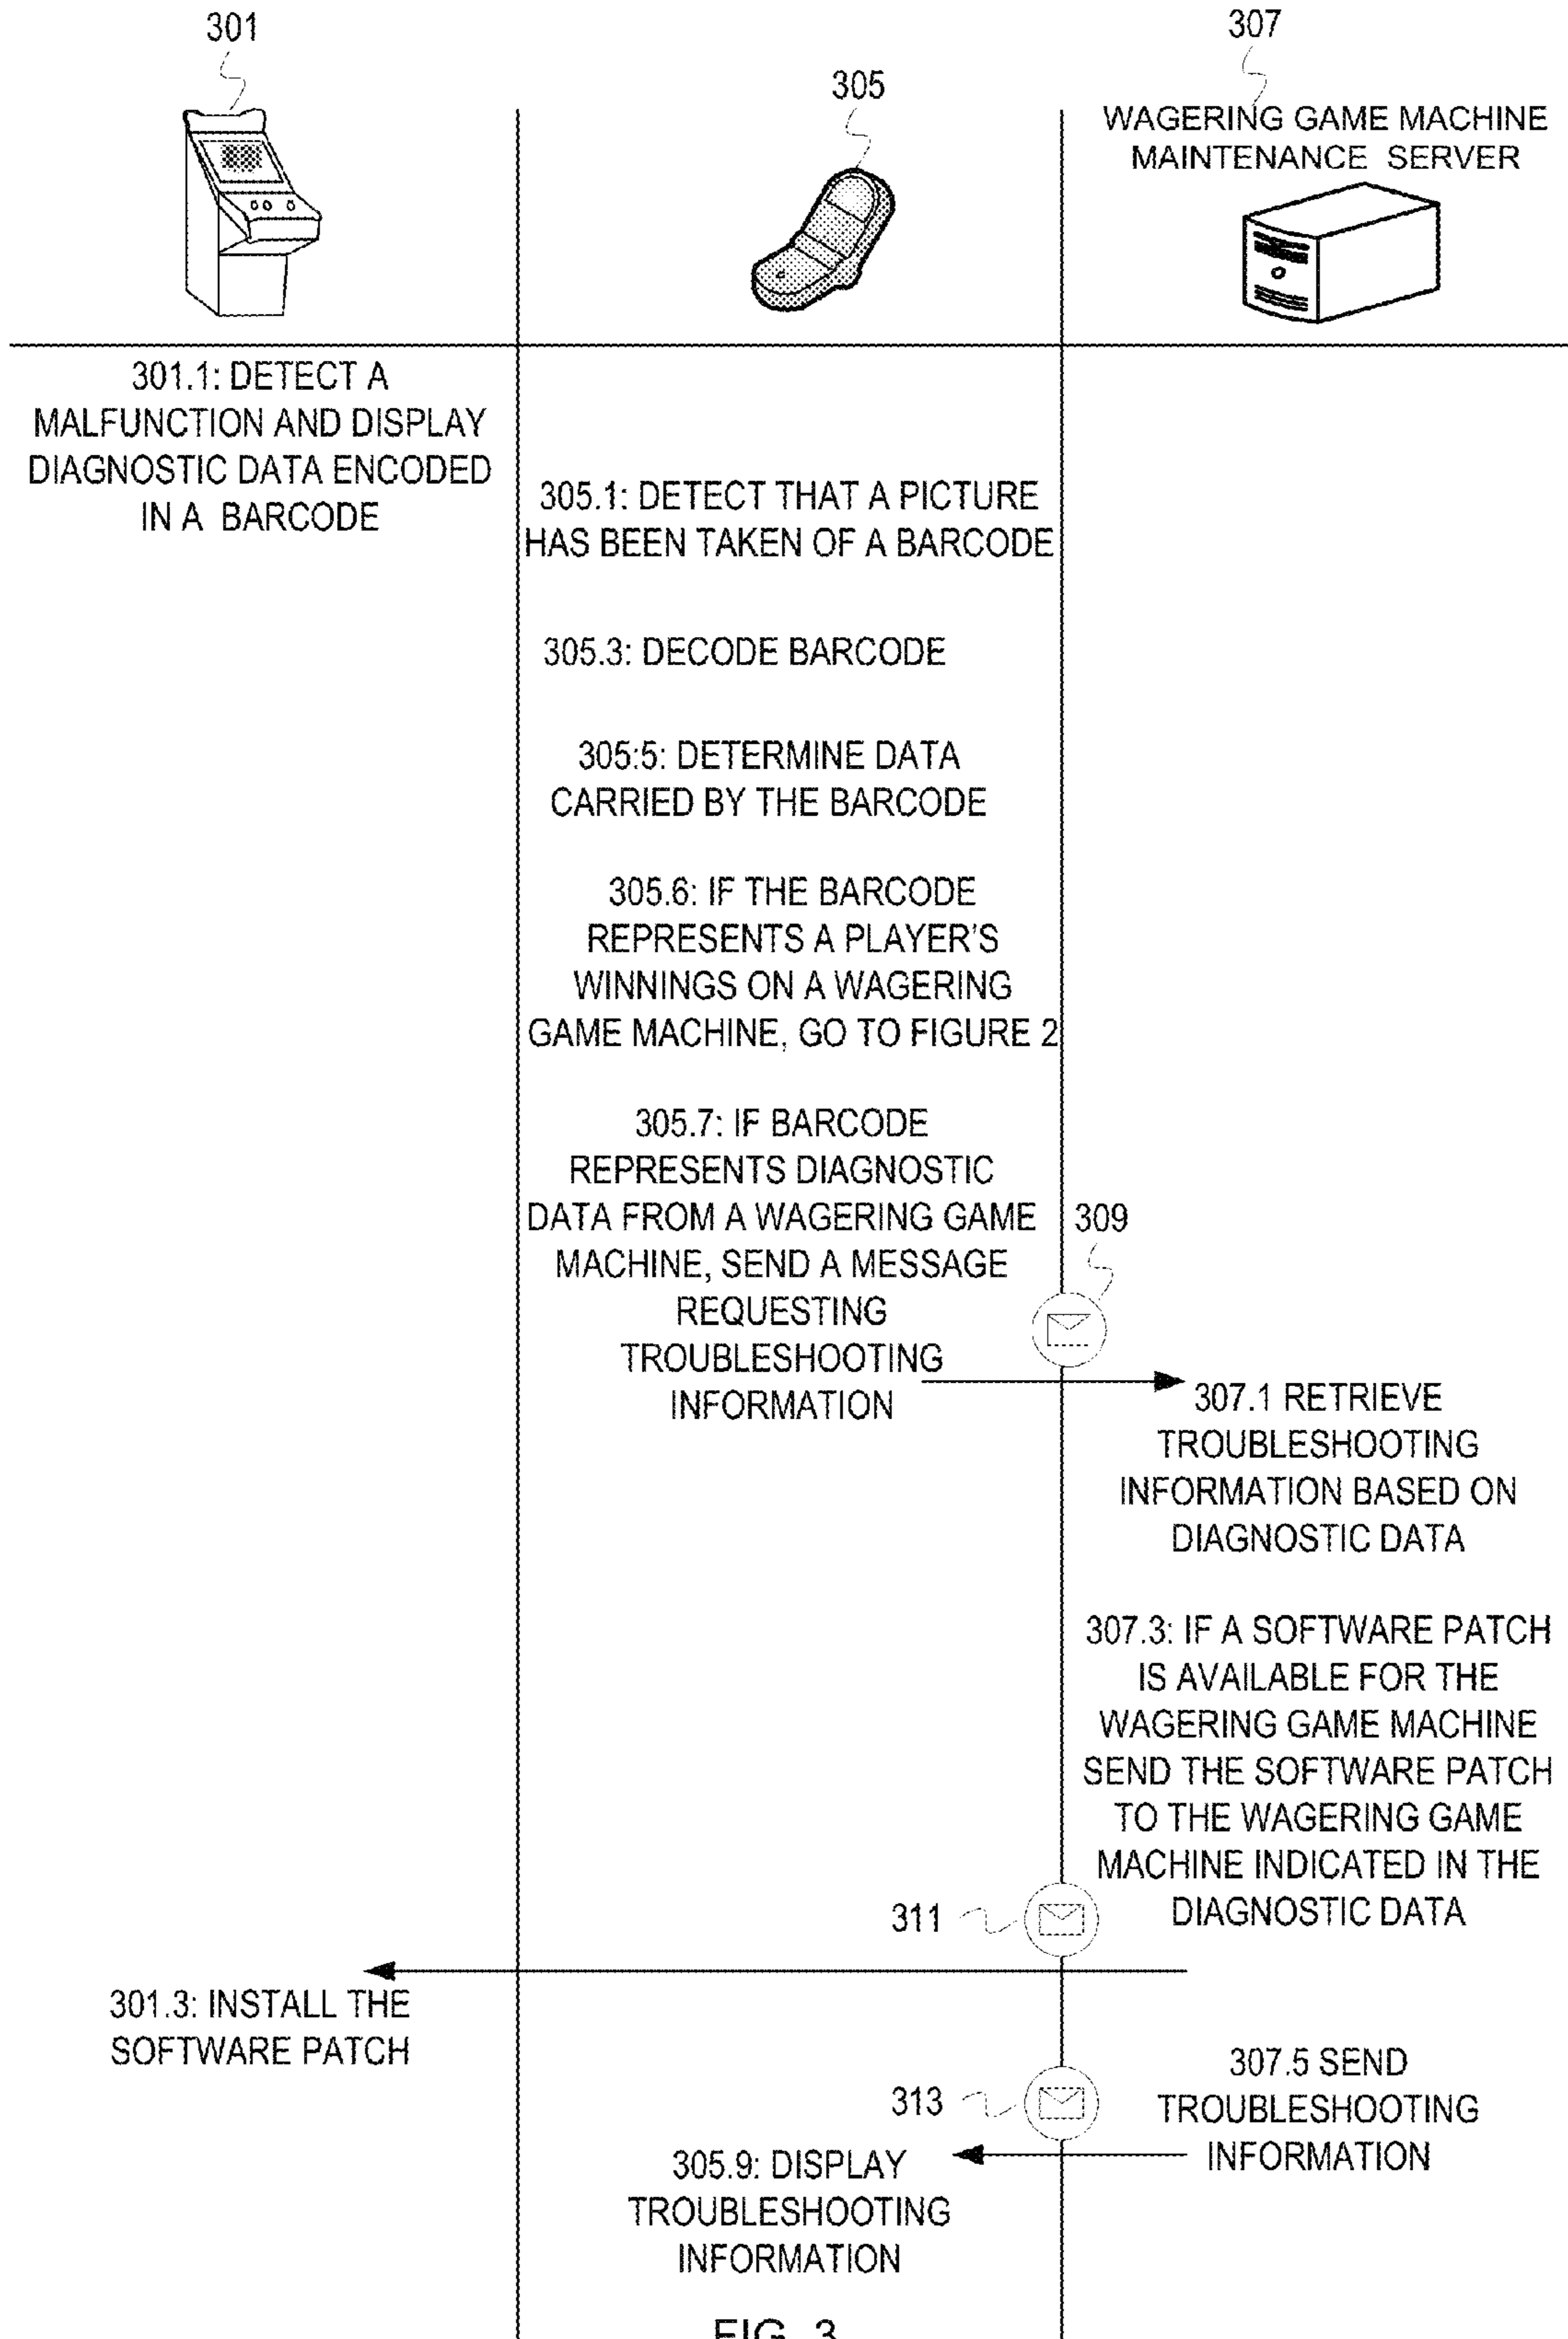 301
305
307
WAGERING GAME MACHINE
MAINTENANCE SERVER
301.1: DETECT A
MALFUNCTION AND DISPLAY
DIAGNOSTIC DATA ENCODED
IN A BARCODE
305.1: DETECT THAT A PICTURE
HAS BEEN TAKEN OF A BARCODE
305.3: DECODE BARCODE
305:5: DETERMINE DATA
CARRIED BY THE BARCODE
305.6: IF THE BARCODE
REPRESENTS A PLAYER'S
WINNINGS ON A WAGERING
GAME MACHINE, GO TO FIGURE 2
305.7: IF BARCODE
REPRESENTS DIAGNOSTIC
DATA FROM A WAGERING GAME
MACHINE, SEND A MESSAGE
REQUESTING
TROUBLESHOOTING
INFORMATION
309
307.1 RETRIEVE
TROUBLESHOOTING
INFORMATION BASED ON
DIAGNOSTIC DATA
307.3: IF A SOFTWARE PATCH
IS AVAILABLE FOR THE
WAGERING GAME MACHINE
SEND THE SOFTWARE PATCH
TO THE WAGERING GAME
MACHINE INDICATED IN THE
DIAGNOSTIC DATA
311
301.3: INSTALL THE
SOFTWARE PATCH
307.5 SEND
TROUBLESHOOTING
INFORMATION
313
305.9: DISPLAY
TROUBLESHOOTING
INFORMATION
FIG. 3